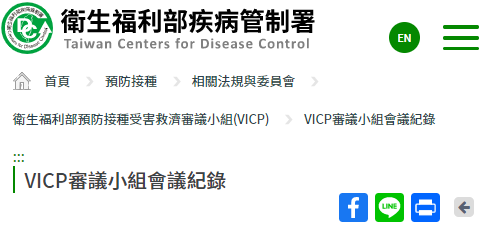 衛生福利部疾病管制署
Taiwan Centers for Disease Control
EN
首頁 預防接種 相關法規與委員會
衛生福利部預防接種受害救濟審議小組(VICP) VICP審議小組會議紀錄
:::
VICP審議小組會議紀錄
LINE